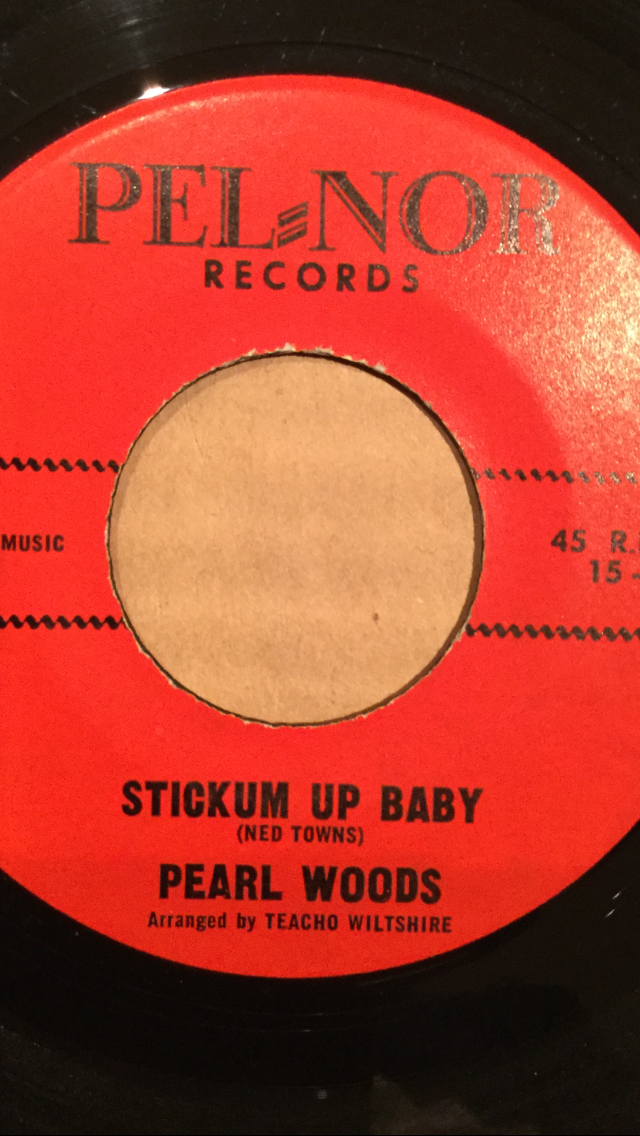 PEL-NOR
RECORDS
MUSIC
45 R.
15 -
STICKUM UP BABY
(NED TOWNS)
PEARL WOODS
Arranged by TEACHO WILTSHIRE